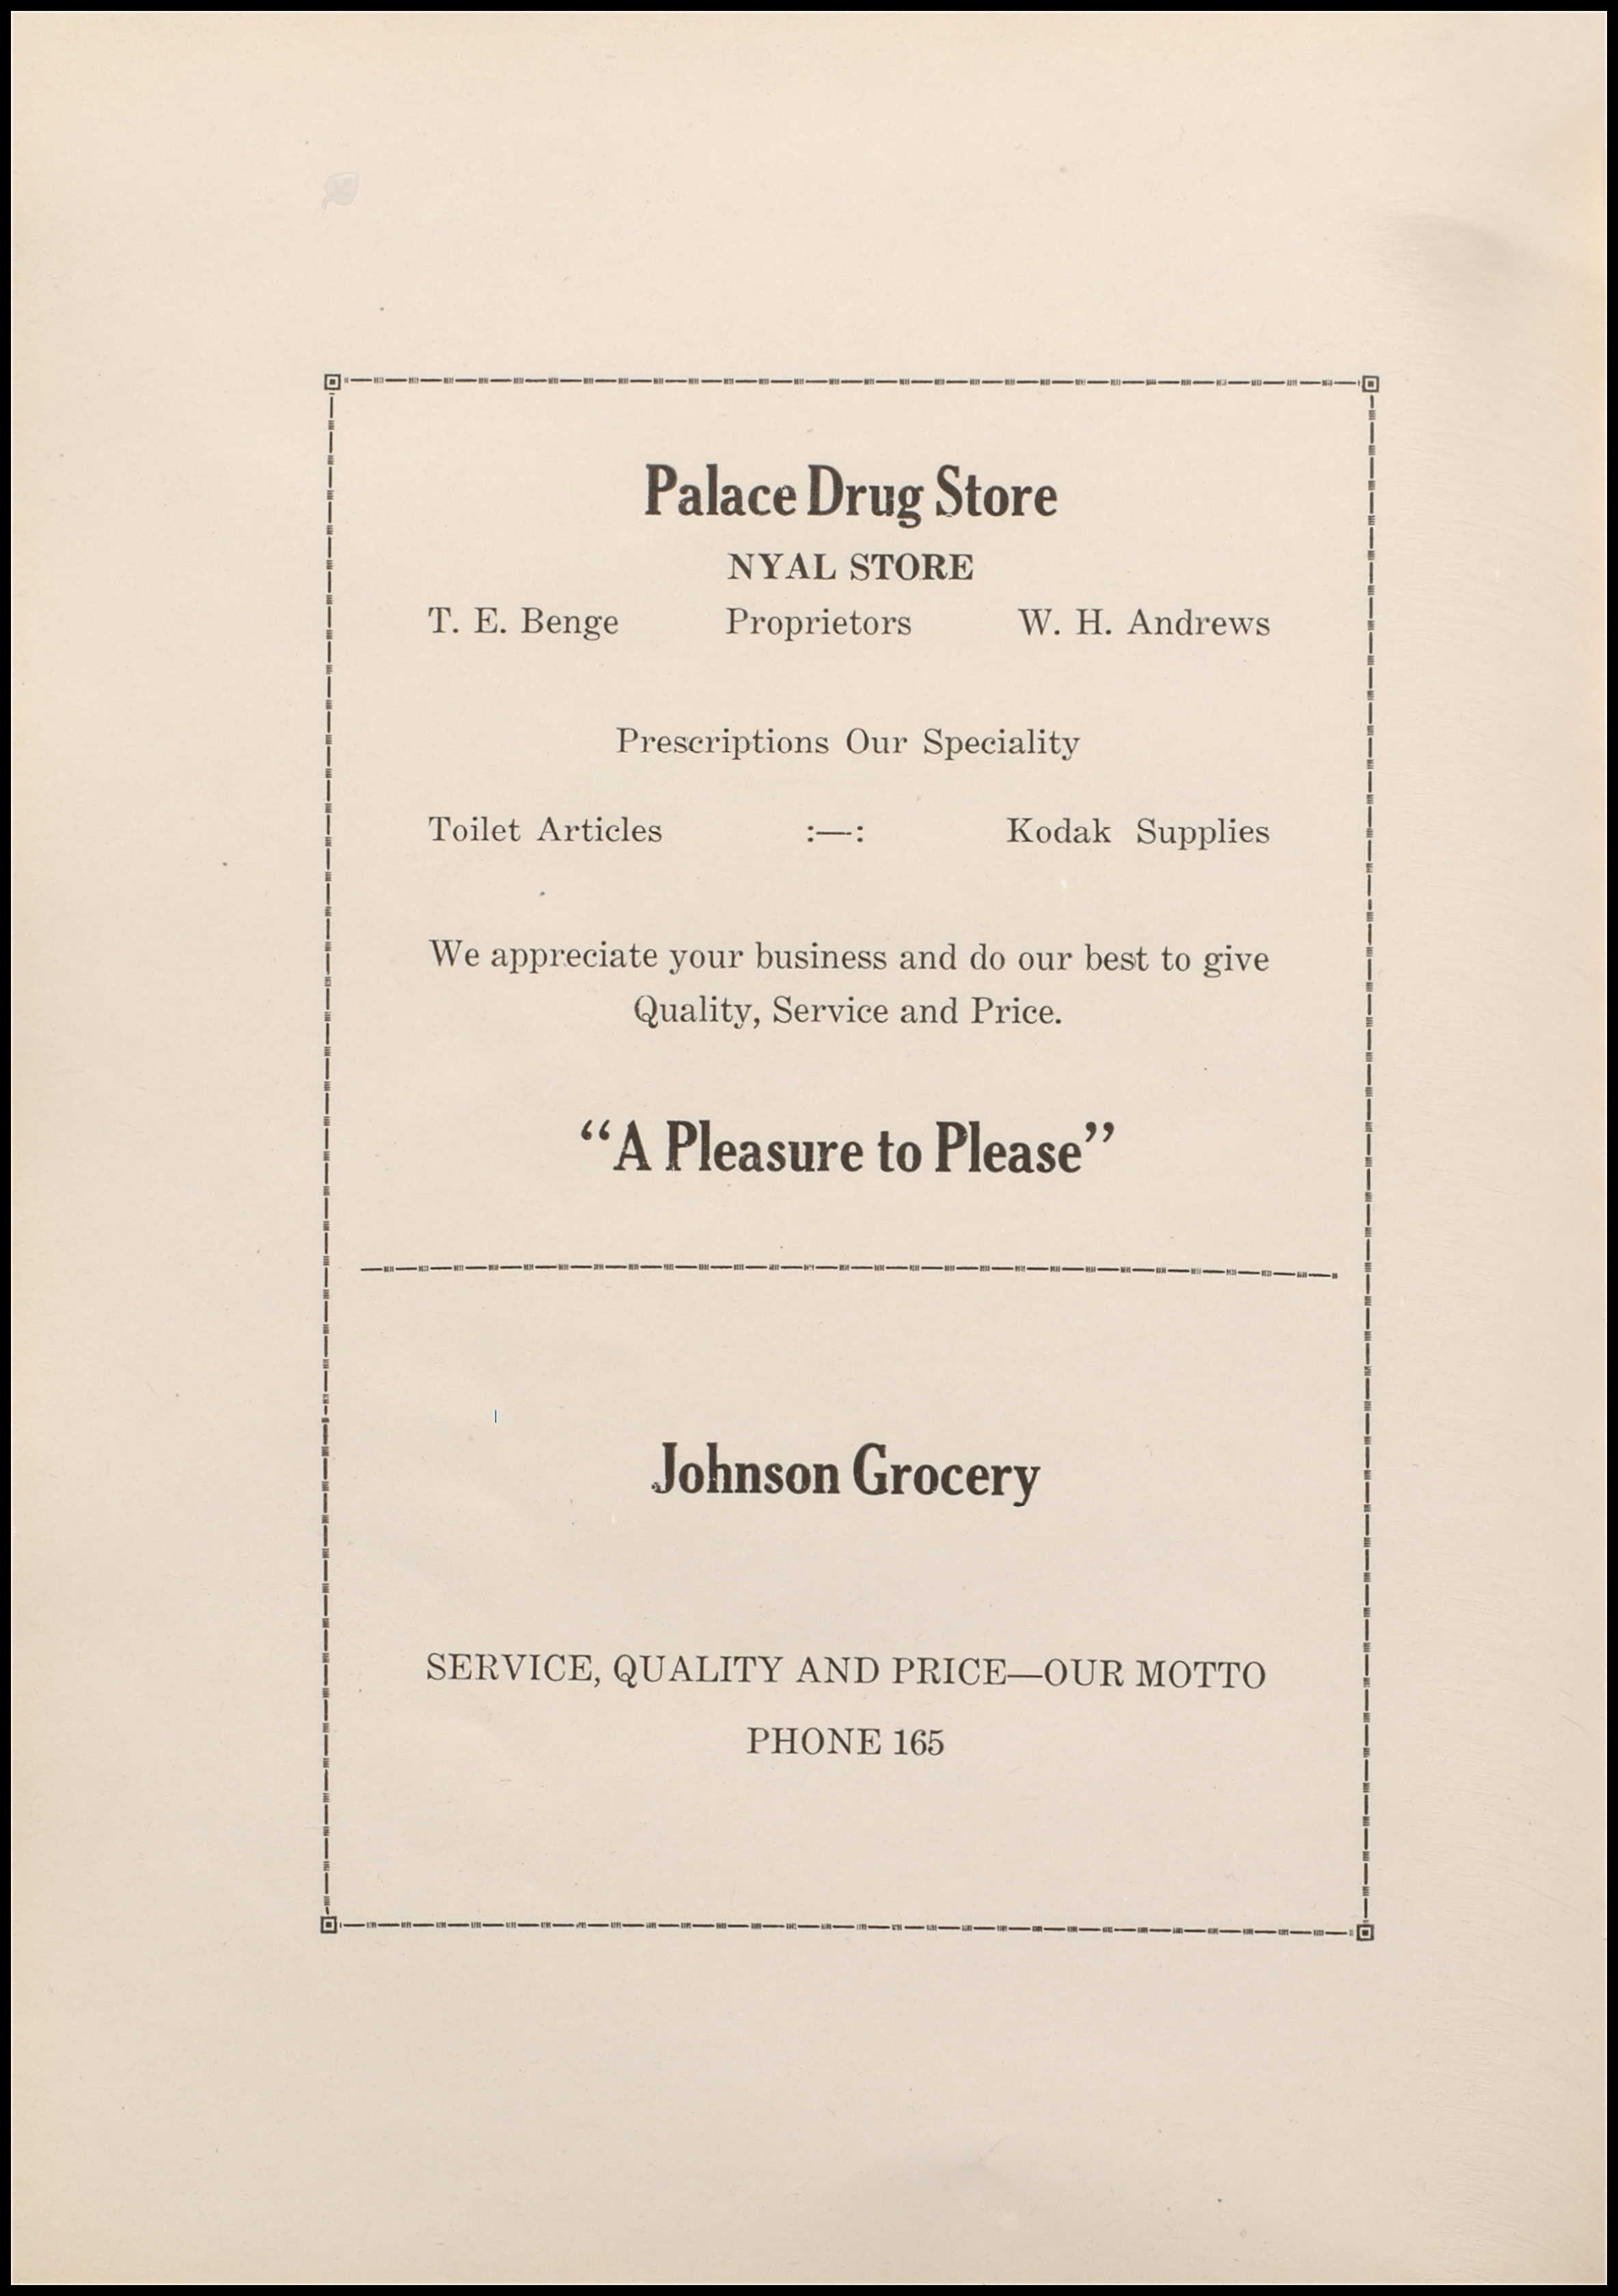 Palace Drug Store
NYAL STORE
T. E. Benge Proprietors W. H. Andrews
Prescriptions Our Speciality
Toilet Articles :—: Kodak Supplies
We appreciate your business and do our best to give
Quality, Service and Price.
“A Pleasure to Please”
Johnson Grocery
SERVICE, QUALITY AND PRICE—OUR MOTTO
PHONE 165